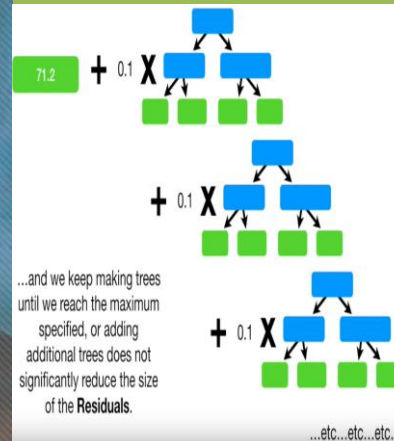 71.2 + 0.1 X
+ 0.1 X
...and we keep making trees
until we reach the maximum
specified, or adding
additional trees does not
significantly reduce the size
of the Residuals.
+ 0.1 X
...etc...etc...etc.